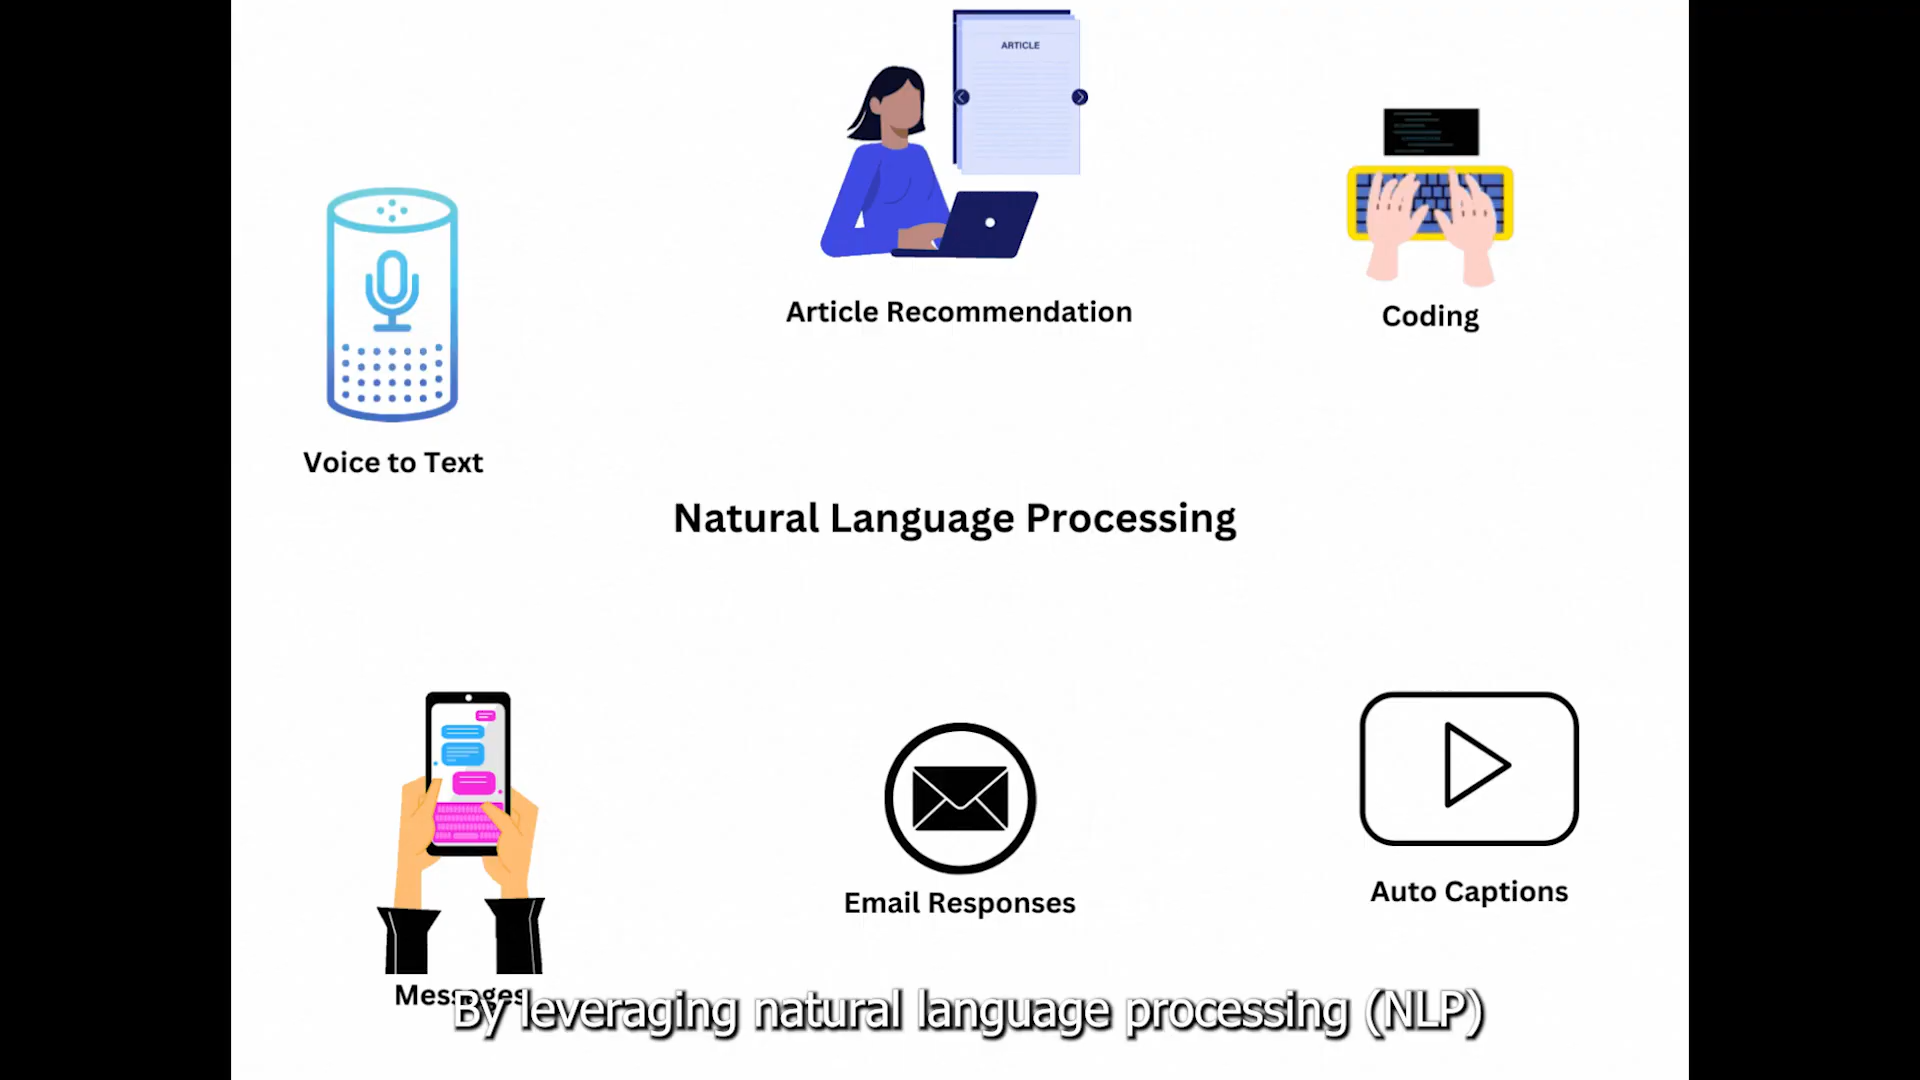 ARTICLE
Article Recommendation
Coding
Voice to Text
Natural Language Processing
Email Responses
Auto Captions
Messages
By leveraging natural language processing (NLP)